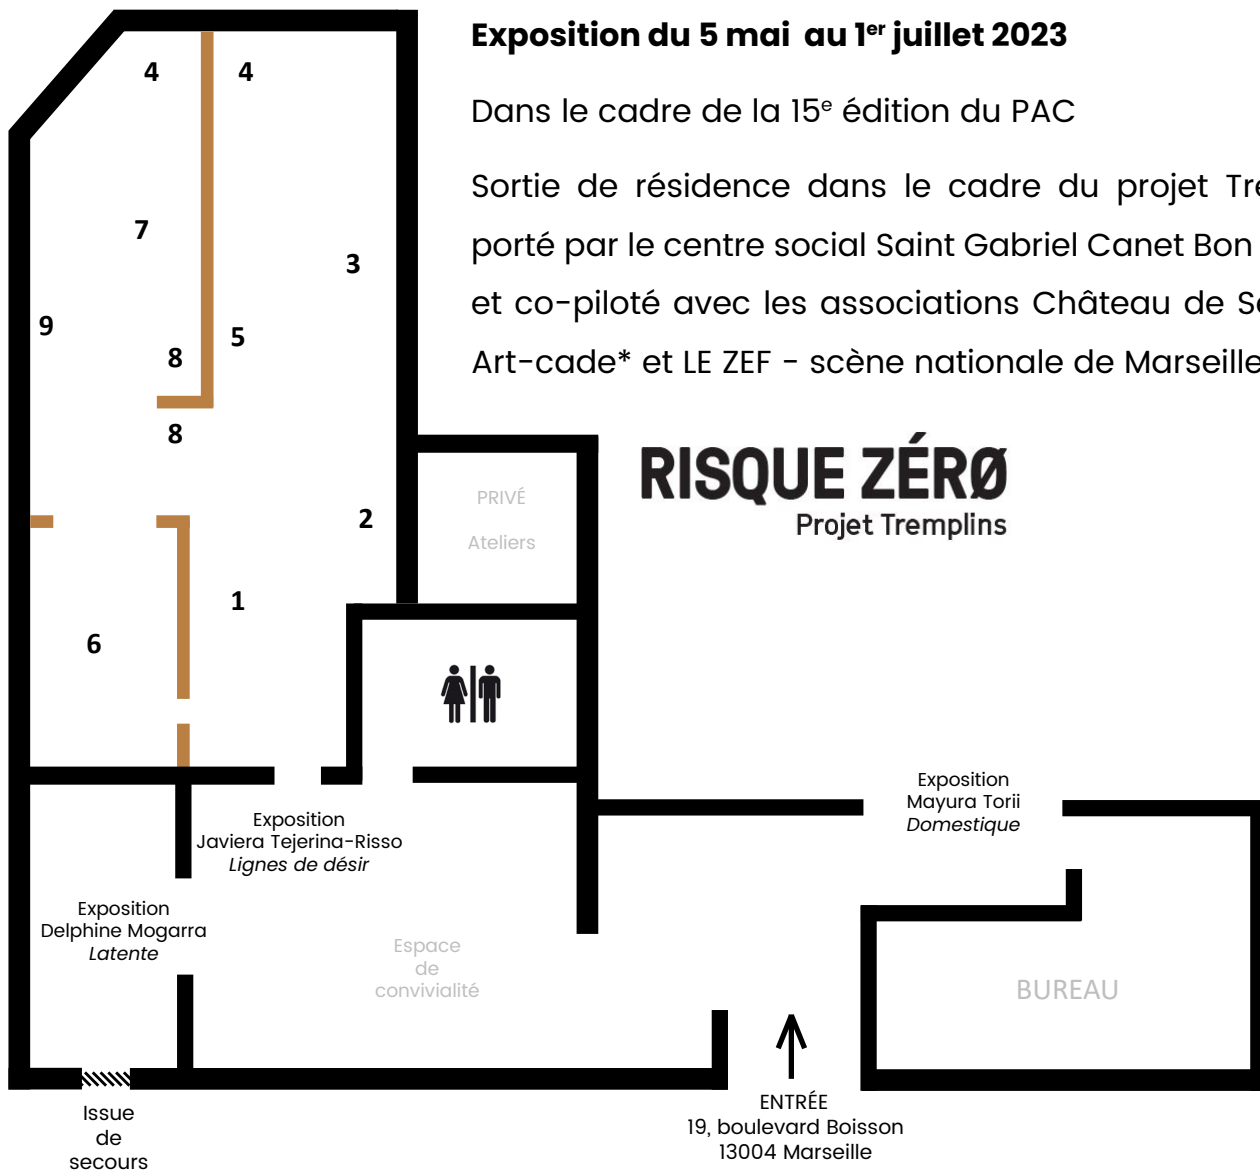 Exposition du 5 mai au 1er juillet 2023
Dans le cadre de la 15e édition du PAC
Sortie de résidence dans le cadre du projet
porté par le centre social Saint Gabriel Canet Bon
et co-piloté avec les associations Château de
Art-cade* et LE ZEF - scène nationale de Marseille
RISQUE ZÉRØ
Projet Tremplins
4
4
7
3
9
5
8
8
2
1
6
PRIVÉ
Ateliers
Exposition
Javiera Tejerina-Risso
Lignes de désir
Exposition
Mayura Torii
Domestique
Exposition
Delphine Mogarra
Latente
Espace
de
convivialité
BUREAU
Issue
de
secours
ENTRÉE
19, boulevard Boisson
13004 Marseille